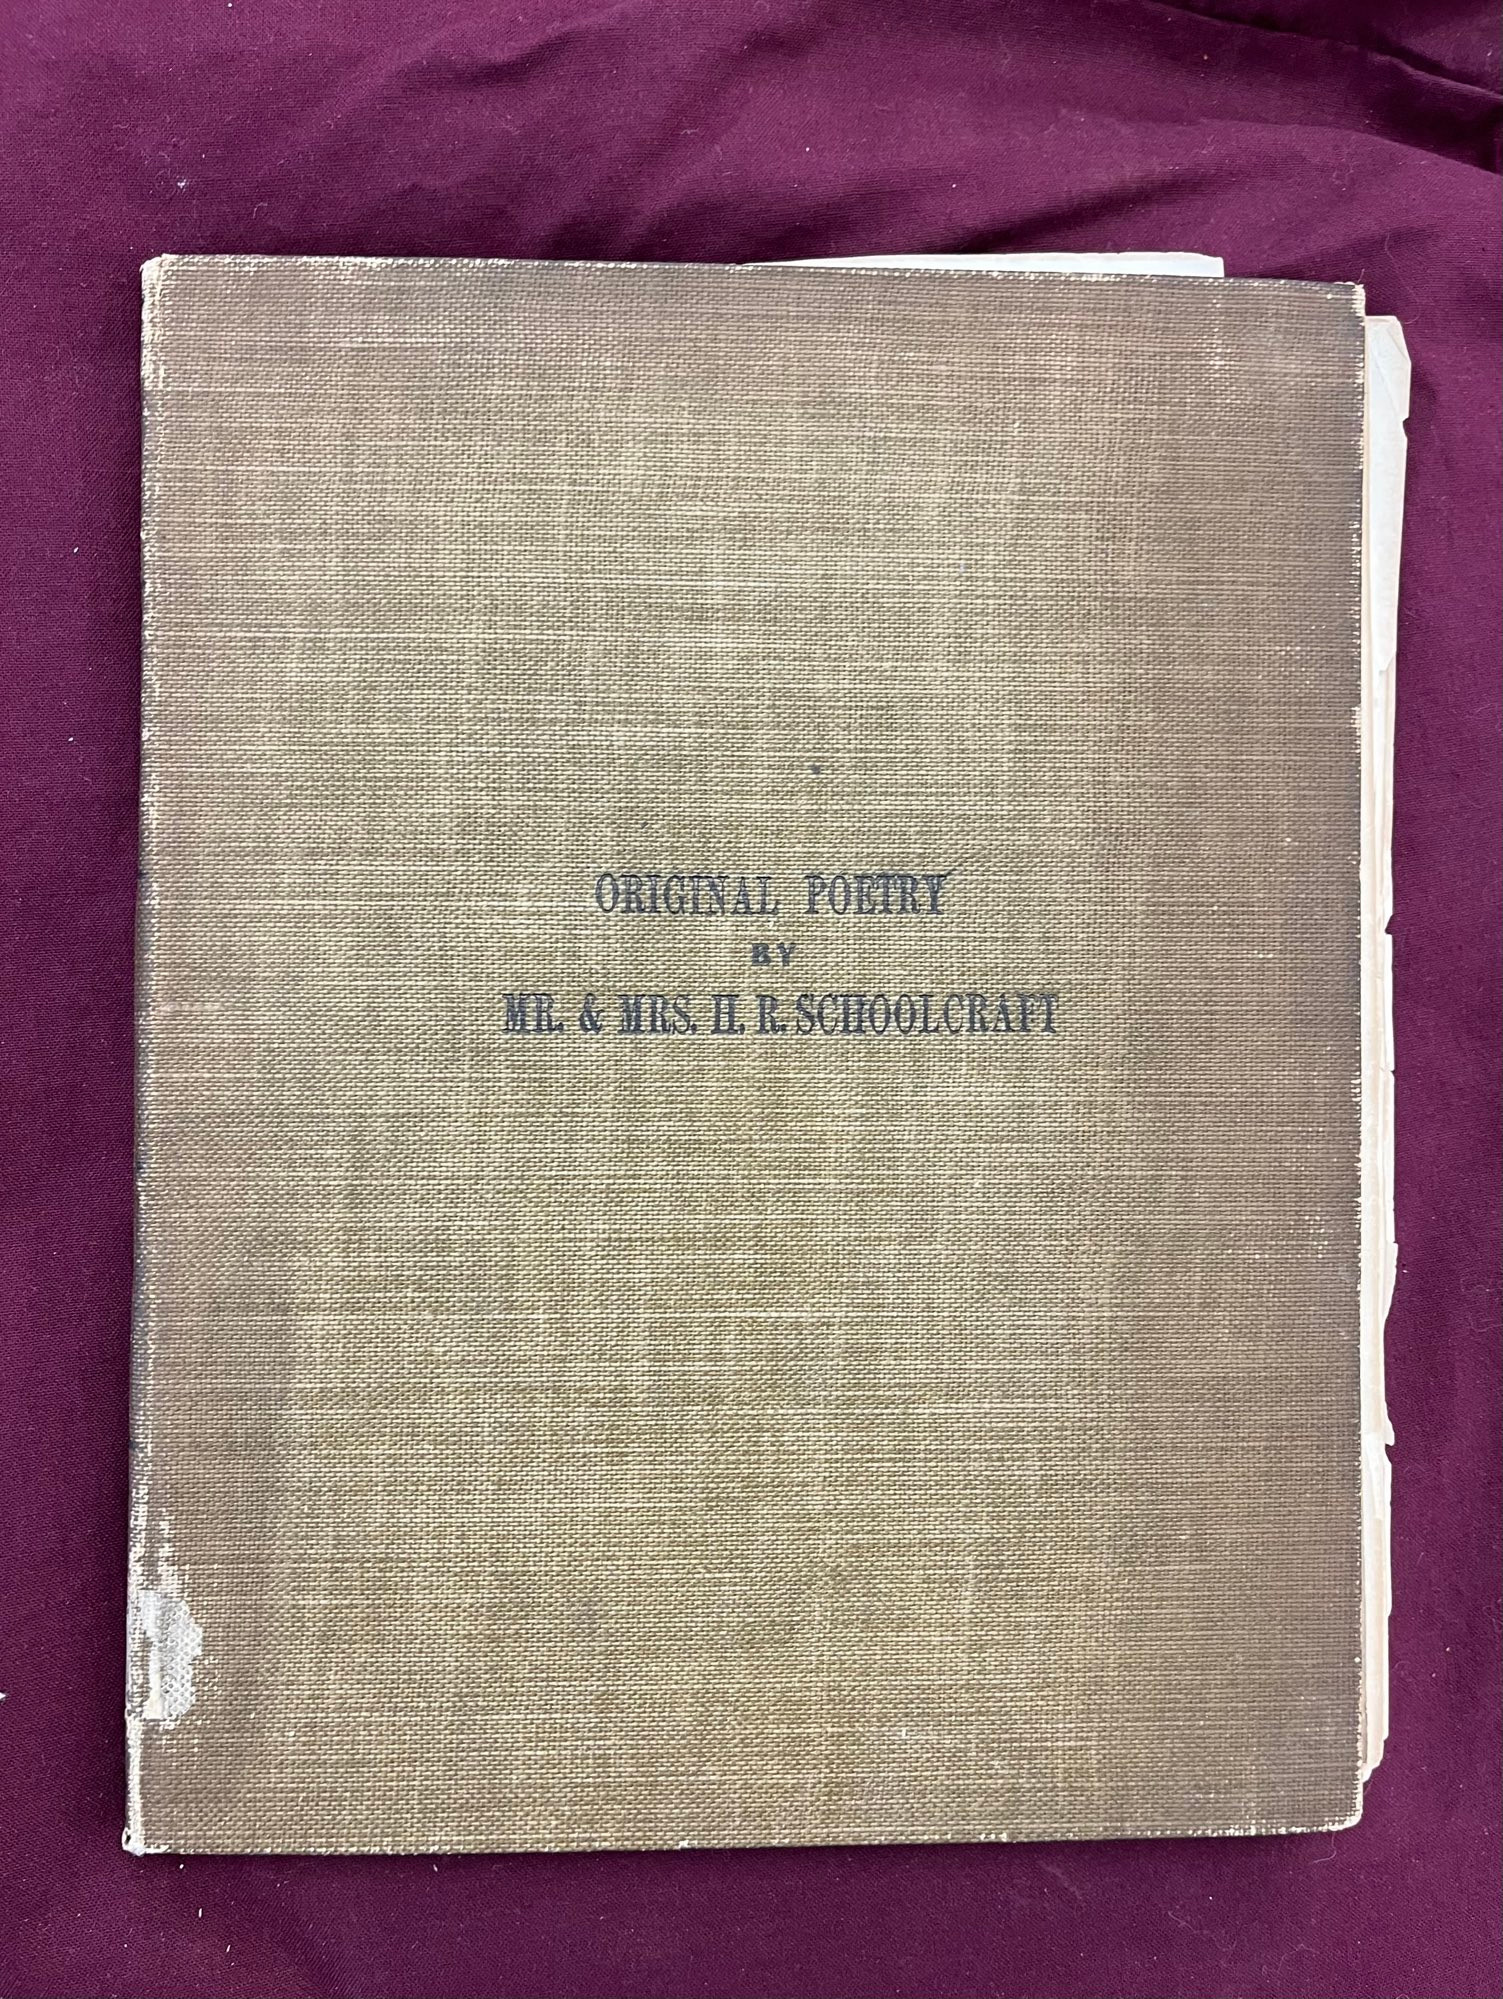 ORIGINAL POETRY
BY
MR. & MRS. H. R. SCHOOLCRAFT